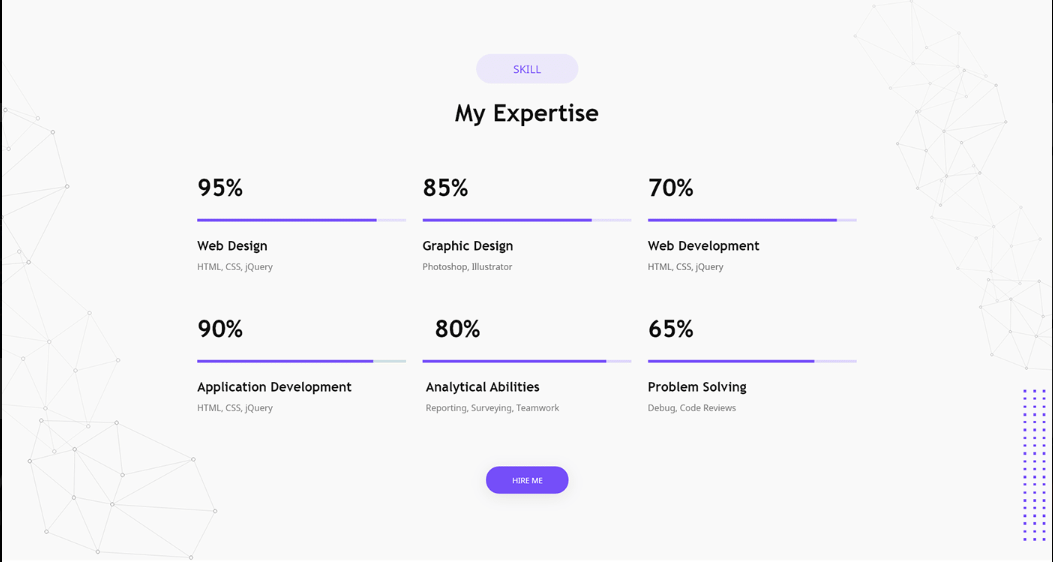 SKILL
My Expertise
95%
Web Design
HTML, CSS, jQuery
85%
Graphic Design
Photoshop, Illustrator
70%
Web Development
HTML, CSS, jQuery
90%
Application Development
HTML, CSS, jQuery
80%
Analytical Abilities
Reporting, Surveying, Teamwork
65%
Problem Solving
Debug, Code Reviews
HIRE ME